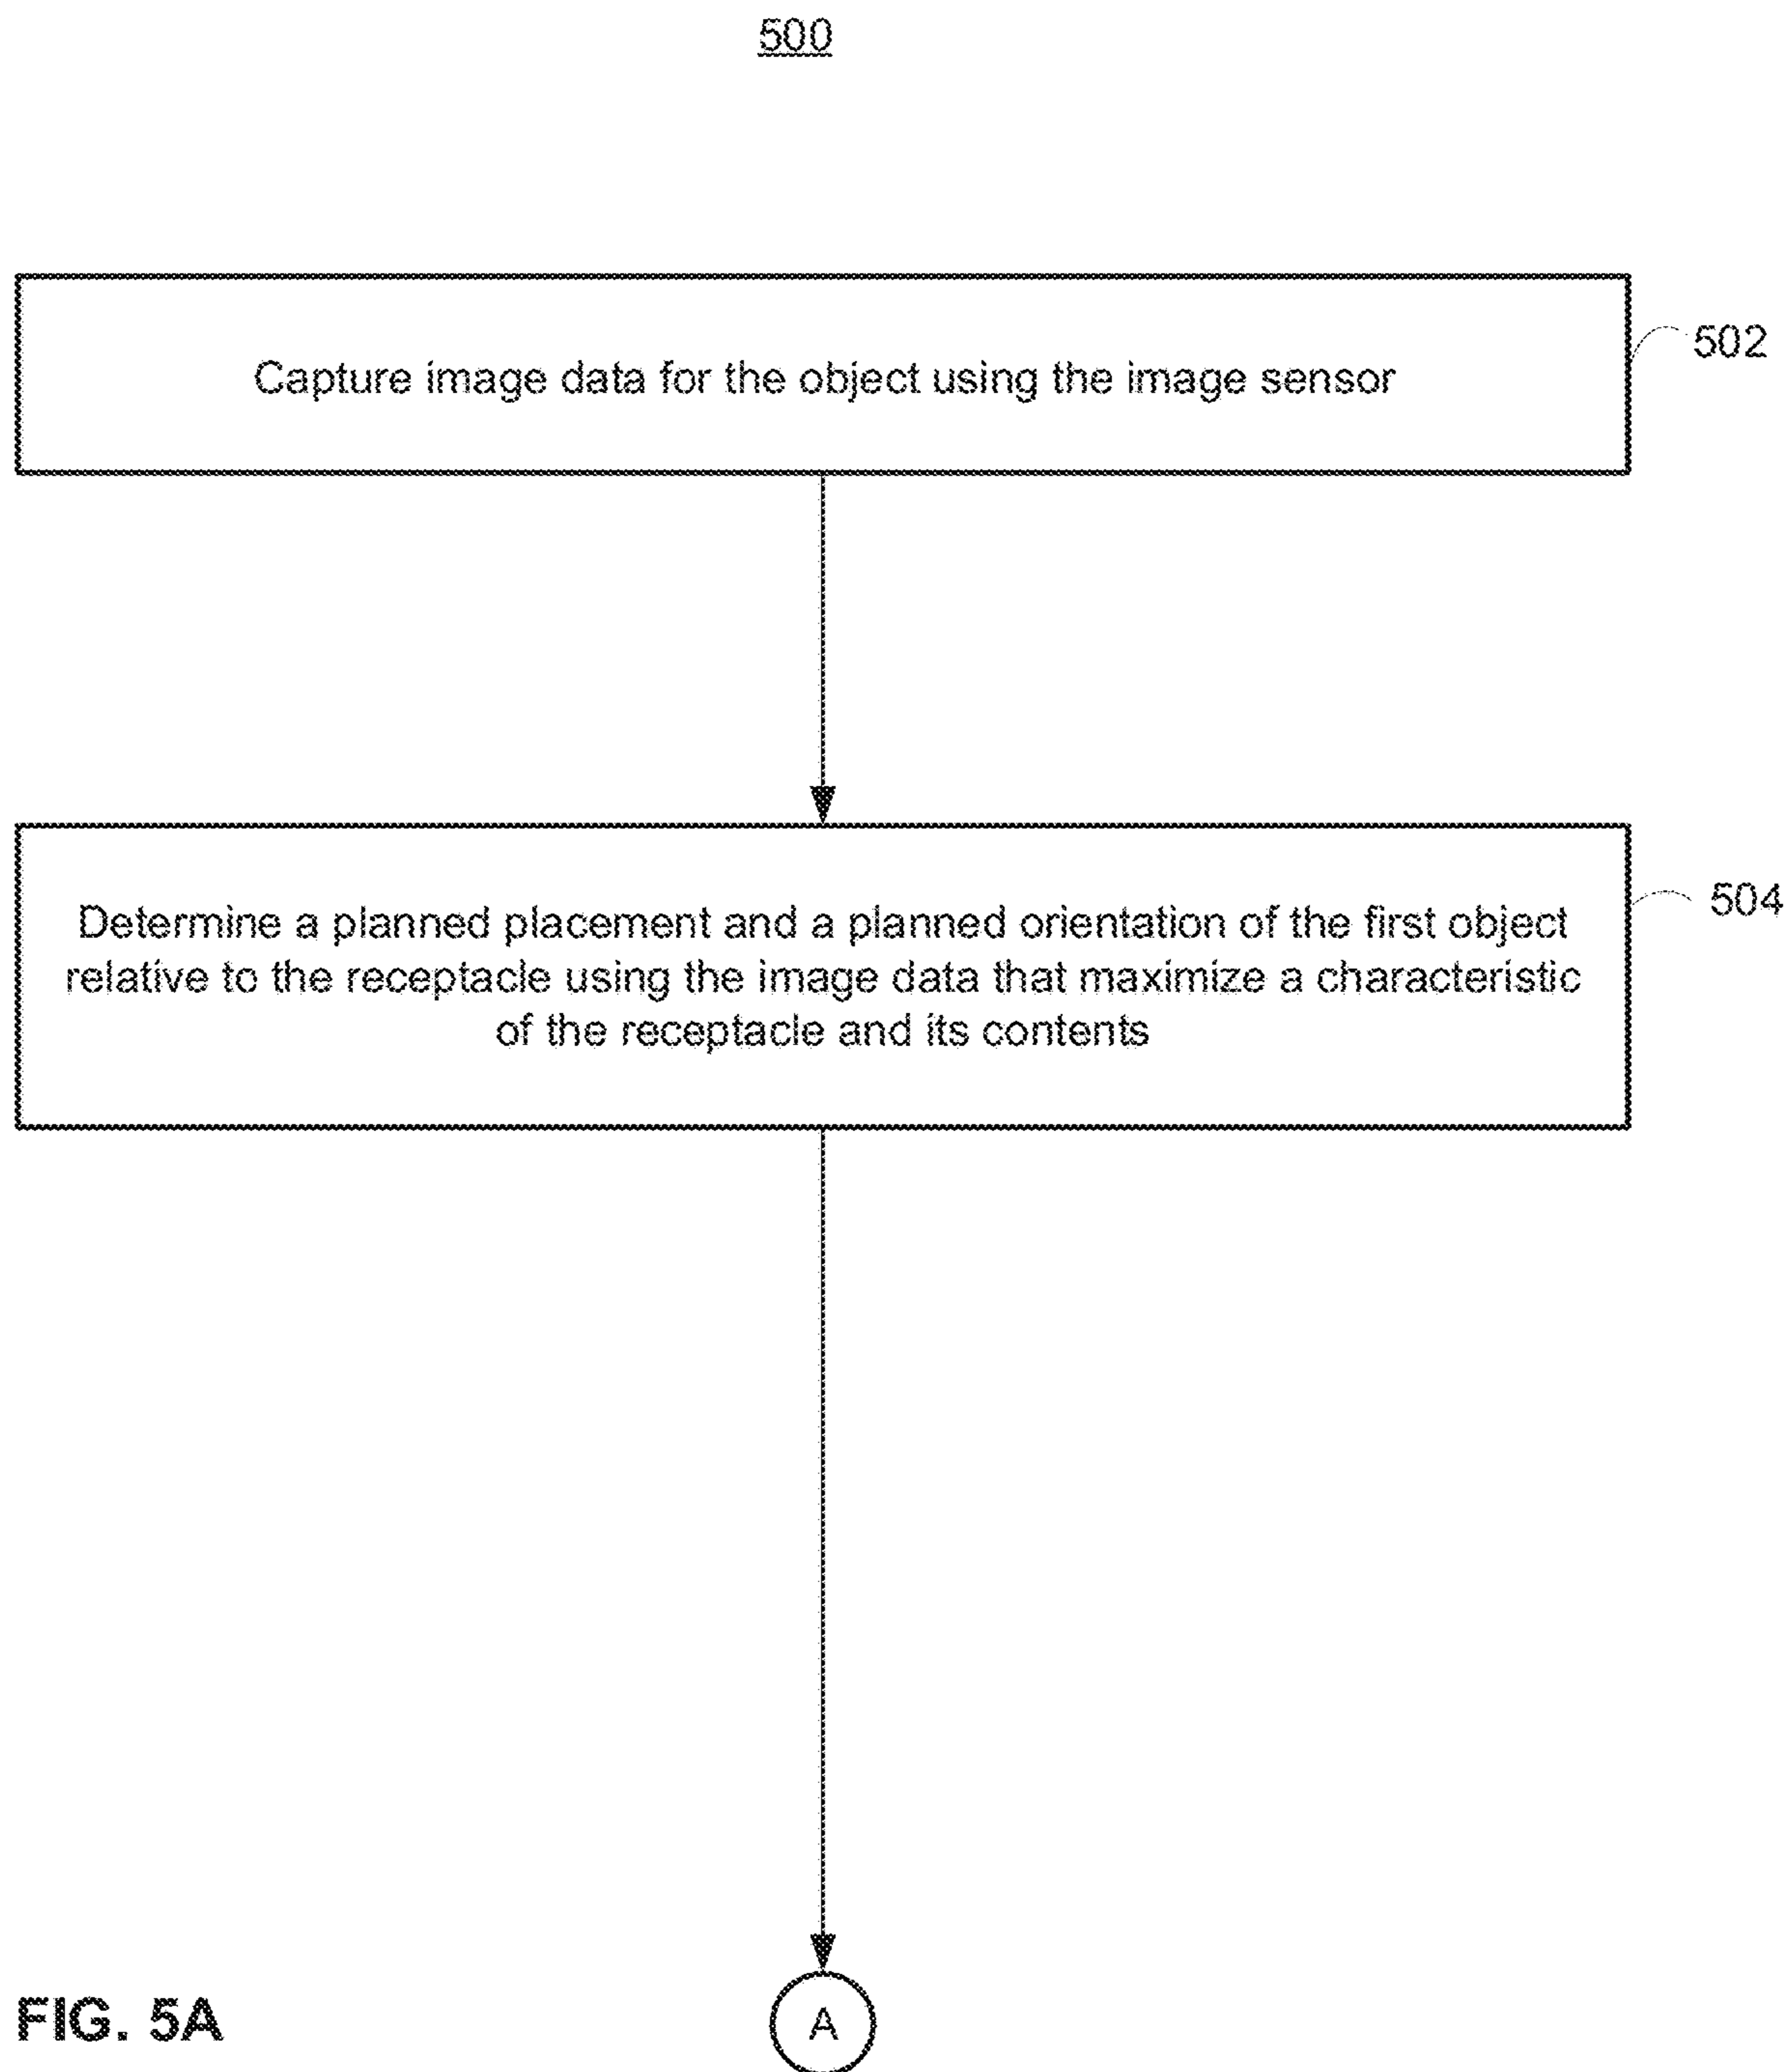 500
Capture image data for the object using the image sensor
502
Determine a planned placement and a planned orientation of the first object
relative to the receptacle using the image data that maximize a characteristic
of the receptacle and its contents
504
A
FIG. 5A